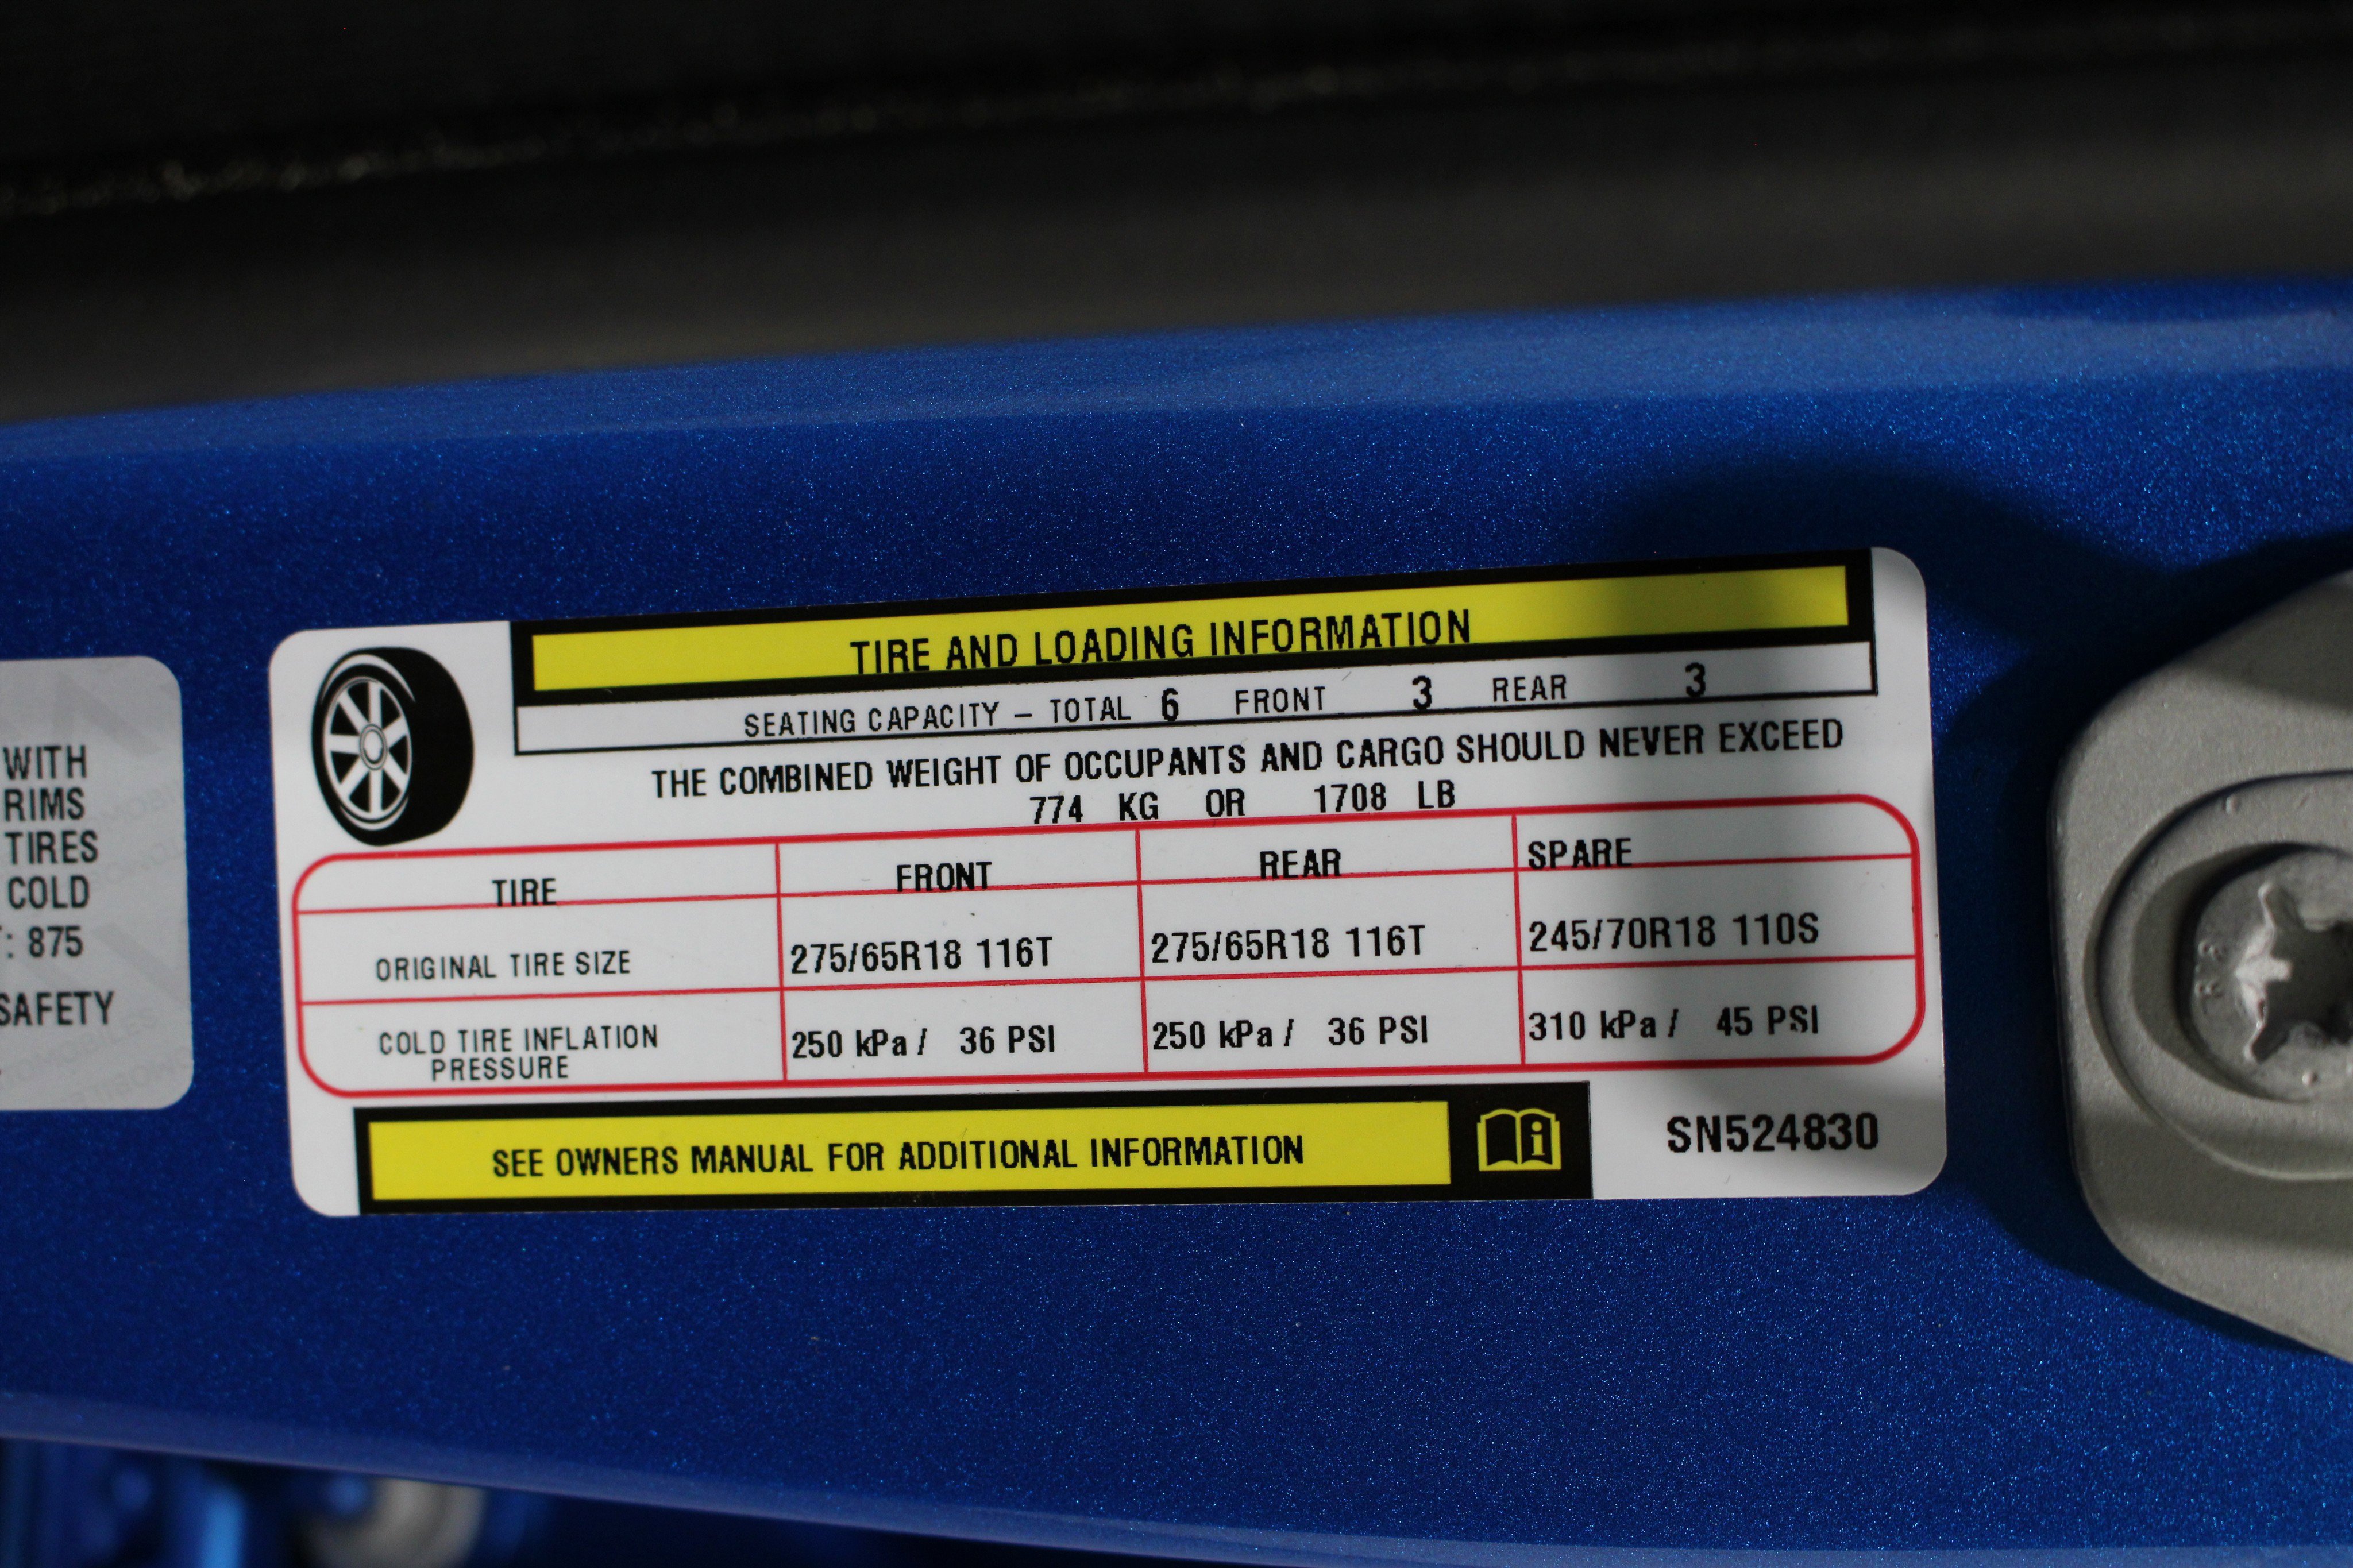 WITH
RIMS
TIRES
COLD
: 875
SAFETY
TIRE AND LOADING INFORMATION
SEATING CAPACITY – TOTAL 6 FRONT 3 REAR 3
THE COMBINED WEIGHT OF OCCUPANTS AND CARGO SHOULD NEVER EXCEED
774 KG OR 1708 LB
TIRE FRONT REAR SPARE
ORIGINAL TIRE SIZE 275/65R18 116T 275/65R18 116T 245/70R18 110S
COLD TIRE INFLATION PRESSURE 250 kPa / 36 PSI 250 kPa / 36 PSI 310 kPa / 45 PSI
SEE OWNERS MANUAL FOR ADDITIONAL INFORMATION
SN524830